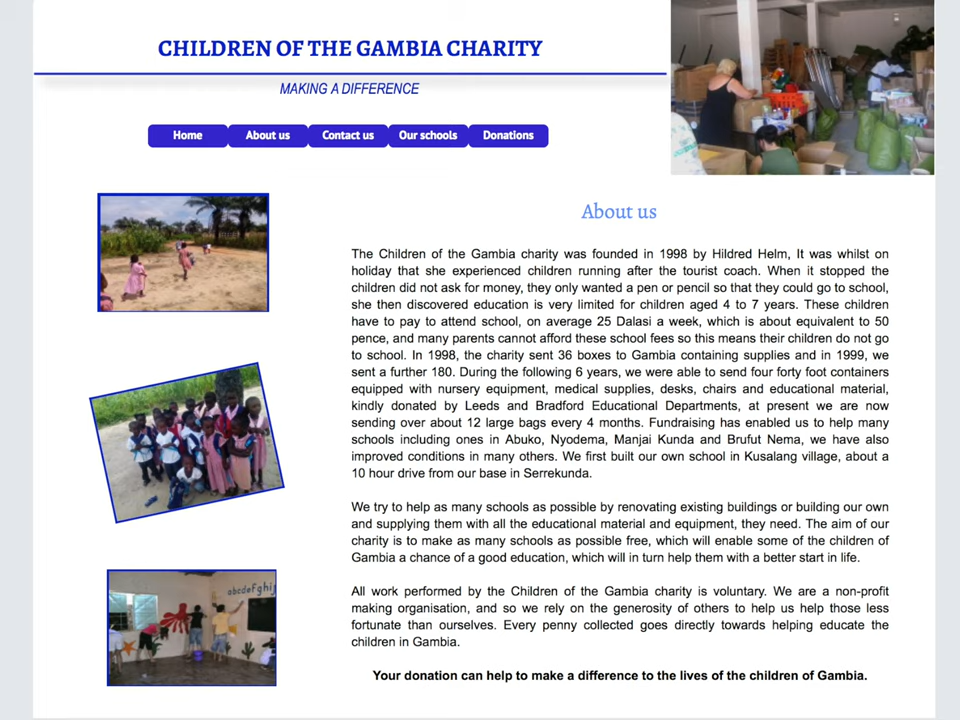 CHILDREN OF THE GAMBIA CHARITY
MAKING A DIFFERENCE
Home About us Contact us Our schools Donations
About us
The Children of the Gambia charity was founded in 1998 by Hildred Helm, It was whilst on
holiday that she experienced children running after the tourist coach. When it stopped the
children did not ask for money, they only wanted a pen or pencil so that they could go to school,
she then discovered education is very limited for children aged 4 to 7 years. These children
have to pay to attend school, on average 25 Dalasi a week, which is about equivalent to 50
pence, and many parents cannot afford these school fees so this means their children do not go
to school. In 1998, the charity sent 36 boxes to Gambia containing supplies and in 1999, we
sent a further 180. During the following 6 years, we were able to send four forty foot containers
equipped with nursery equipment, medical supplies, desks, chairs and educational material,
kindly donated by Leeds and Bradford Educational Departments, at present we are now
sending over about 12 large bags every 4 months. Fundraising has enabled us to help many
schools including ones in Abuko, Nyodema, Manjai Kunda and Brufut Nema, we have also
improved conditions in many others. We first built our own school in Kusalang village, about a
10 hour drive from our base in Serrekunda.
We try to help as many schools as possible by renovating existing buildings or building our own
and supplying them with all the educational material and equipment, they need. The aim of our
charity is to make as many schools as possible free, which will enable some of the children of
Gambia a chance of a good education, which will in turn help them with a better start in life.
abcdeFghij
All work performed by the Children of the Gambia charity is voluntary. We are a non-profit
making organisation, and so we rely on the generosity of others to help us help those less
fortunate than ourselves. Every penny collected goes directly towards helping educate the
children in Gambia.
Your donation can help to make a difference to the lives of the children of Gambia.